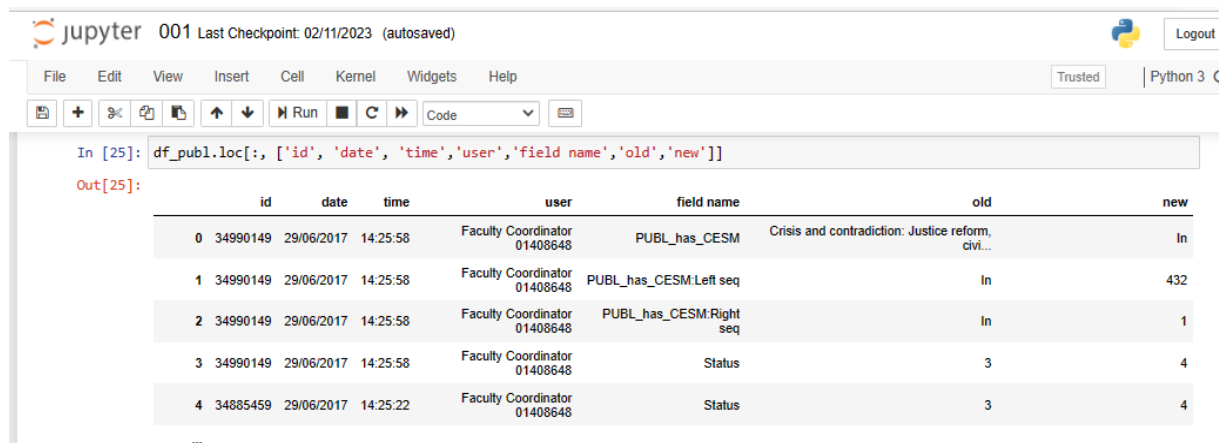 jupyter 001 Last Checkpoint: 02/11/2023 (autosaved)
Logout
File Edit View Insert Cell Kernel Widgets Help
Trusted Python 3
Run Code
In [25]: df_publ.loc[:, ['id', 'date', 'time','user','field name','old','new']]
Out[25]:
id date time user field name old new
0 34990149 29/06/2017 14:25:58 Faculty Coordinator 01408648 PUBL_has_CESM Crisis and contradiction: Justice reform, civi... In
1 34990149 29/06/2017 14:25:58 Faculty Coordinator 01408648 PUBL_has_CESM:Left seq In 432
2 34990149 29/06/2017 14:25:58 Faculty Coordinator 01408648 PUBL_has_CESM:Right seq In 1
3 34990149 29/06/2017 14:25:58 Faculty Coordinator 01408648 Status 3 4
4 34885459 29/06/2017 14:25:22 Faculty Coordinator 01408648 Status 3 4
...